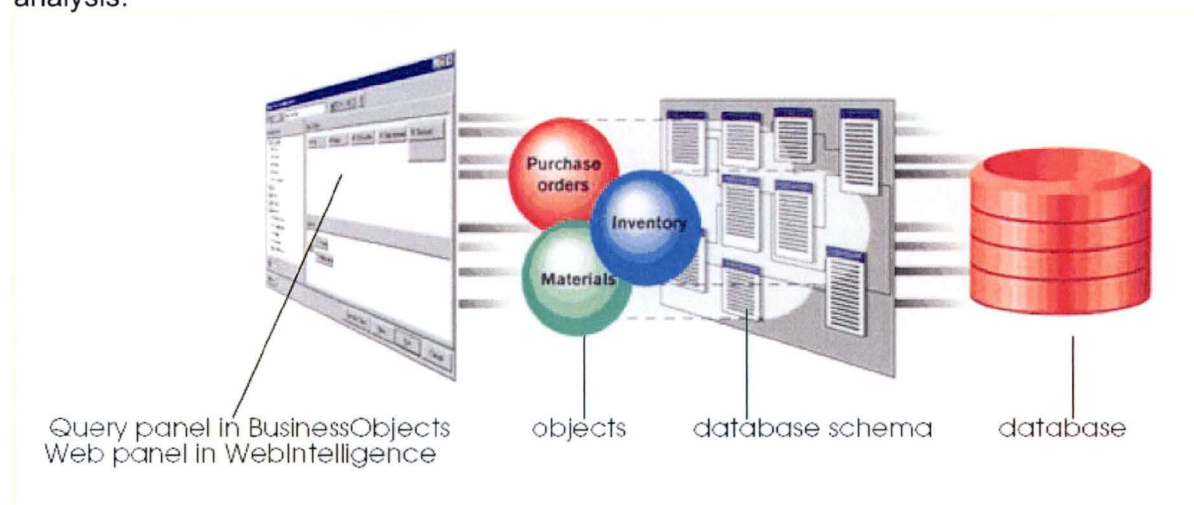 analysis.
Purchase
orders
Inventory
Materials
Query panel in BusinessObjects
Web panel in WebIntelligence
objects
database schema
database